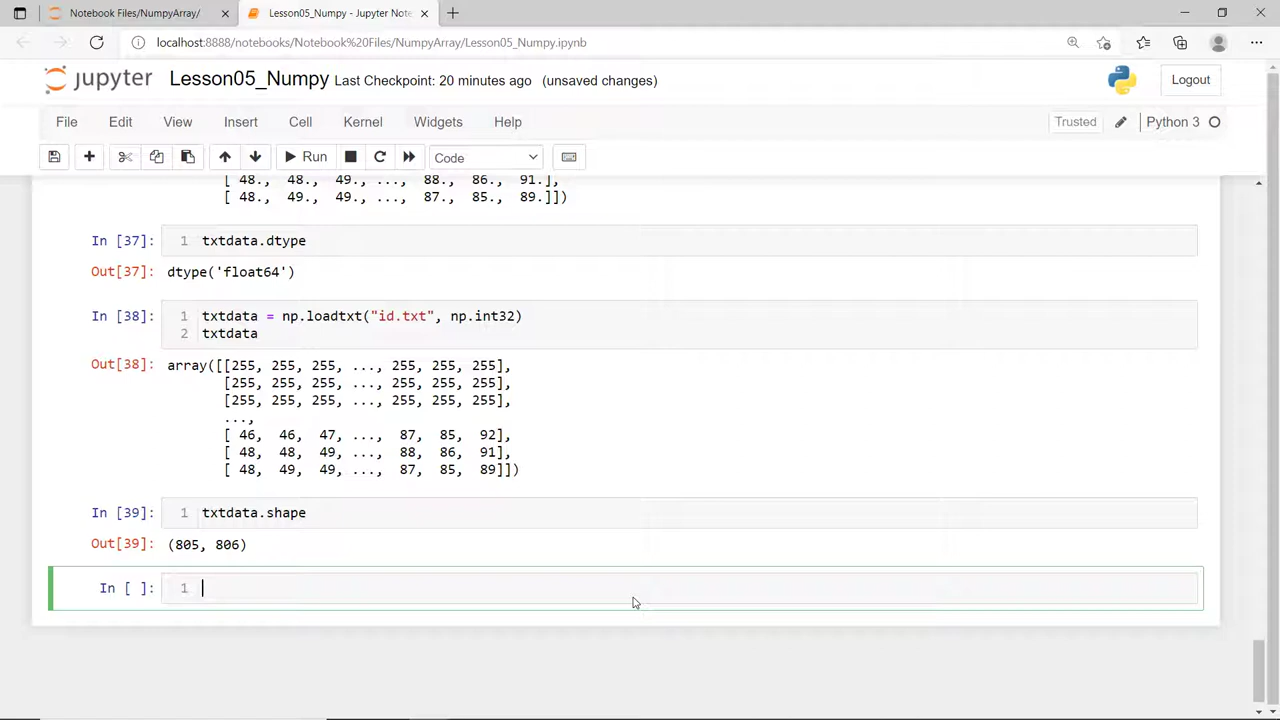 Notebook Files/NumpyArray/
Lesson05_Numpy - Jupyter Note
localhost:8888/notebooks/Notebook%20Files/NumpyArray/Lesson05_Numpy.ipynb
jupyter Lesson05_Numpy Last Checkpoint: 20 minutes ago (unsaved changes) Logout
File Edit View Insert Cell Kernel Widgets Help Trusted Python 3
Run Code
[ 48., 48., 49., ..., 88., 86., 91.],
[ 48., 49., 49., ..., 87., 85., 89.]])
In [37]: 1 txtdata.dtype
Out[37]: dtype('float64')
In [38]: 1 txtdata = np.loadtxt("id.txt", np.int32)
2 txtdata
Out[38]: array([[255, 255, 255, ..., 255, 255, 255],
[255, 255, 255, ..., 255, 255, 255],
[255, 255, 255, ..., 255, 255, 255],
...,
[ 46, 46, 47, ..., 87, 85, 92],
[ 48, 48, 49, ..., 88, 86, 91],
[ 48, 49, 49, ..., 87, 85, 89]])
In [39]: 1 txtdata.shape
Out[39]: (805, 806)
In [ ]: 1